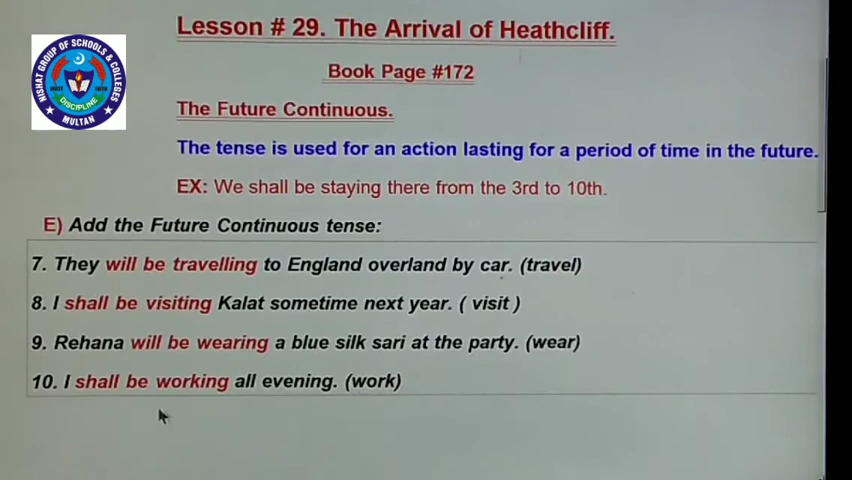 Lesson # 29. The Arrival of Heathcliff.
NISHAT GROUP OF SCHOOLS & COLLEGES
DISCIPLINE
MULTAN
Book Page #172
The Future Continuous.
The tense is used for an action lasting for a period of time in the future.
EX: We shall be staying there from the 3rd to 10th.
E) Add the Future Continuous tense:
7. They will be travelling to England overland by car. (travel)
8. I shall be visiting Kalat sometime next year. ( visit )
9. Rehana will be wearing a blue silk sari at the party. (wear)
10. I shall be working all evening. (work)